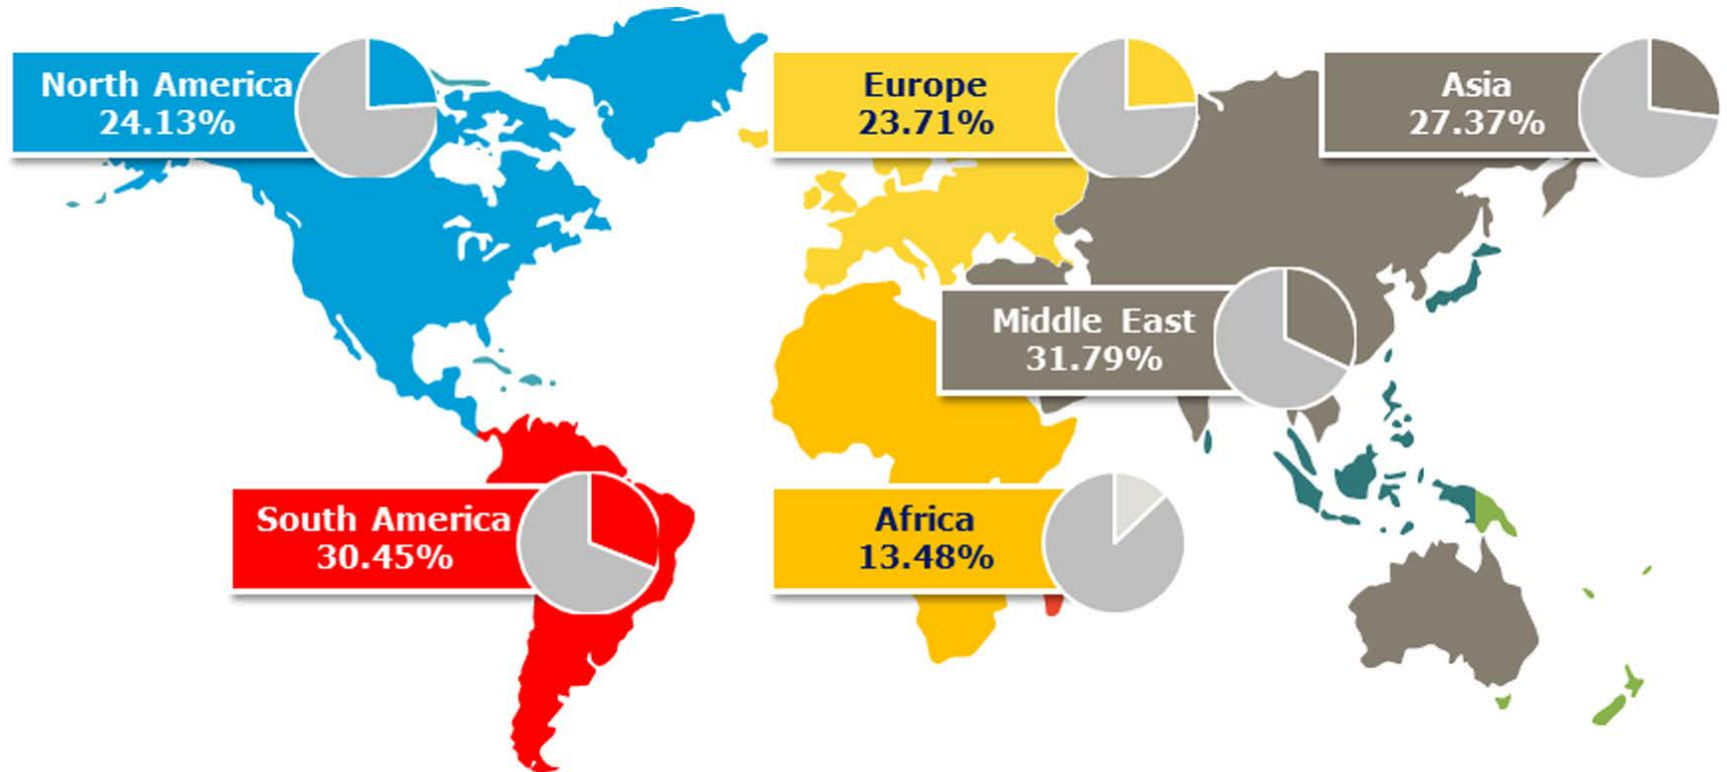 North America
24.13%
Europe
23.71%
Asia
27.37%
Middle East
31.79%
South America
30.45%
Africa
13.48%